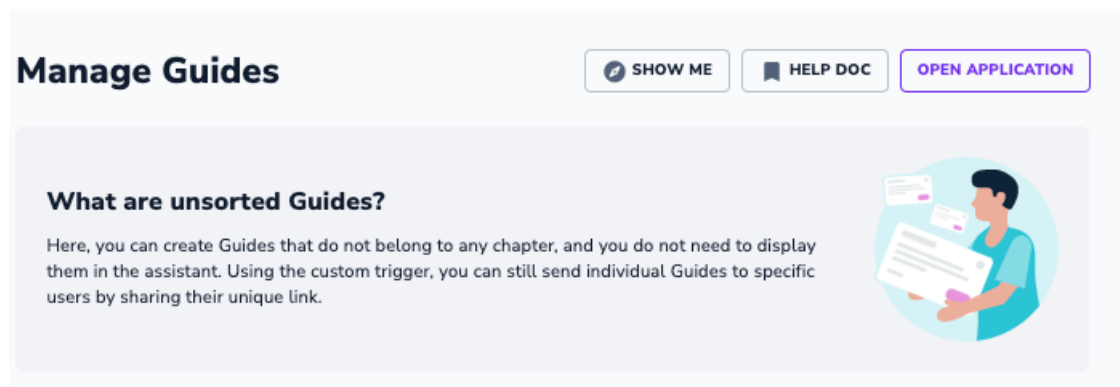 Manage Guides
SHOW ME
HELP DOC
OPEN APPLICATION
What are unsorted Guides?
Here, you can create Guides that do not belong to any chapter, and you do not need to display
them in the assistant. Using the custom trigger, you can still send individual Guides to specific
users by sharing their unique link.